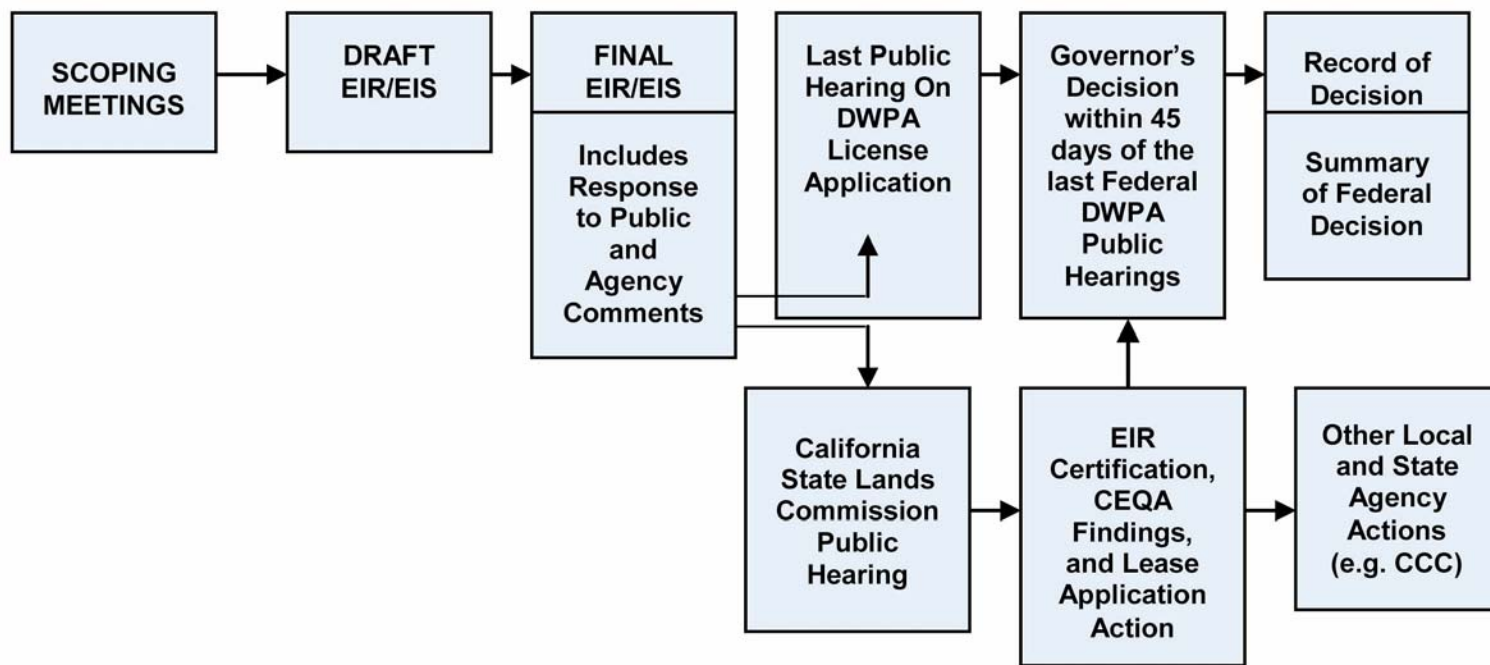 SCOPING
MEETINGS
DRAFT
EIR/EIS
FINAL
EIR/EIS
Includes
Response
to Public
and
Agency
Comments
Last Public
Hearing On
DWPA
License
Application
Governor's
Decision
within 45
days of the
last Federal
DWPA
Public
Hearings
Record of
Decision
Summary
of Federal
Decision
California
State Lands
Commission
Public
Hearing
EIR
Certification,
CEQA
Findings,
and Lease
Application
Action
Other Local
and State
Agency
Actions
(e.g. CCC)